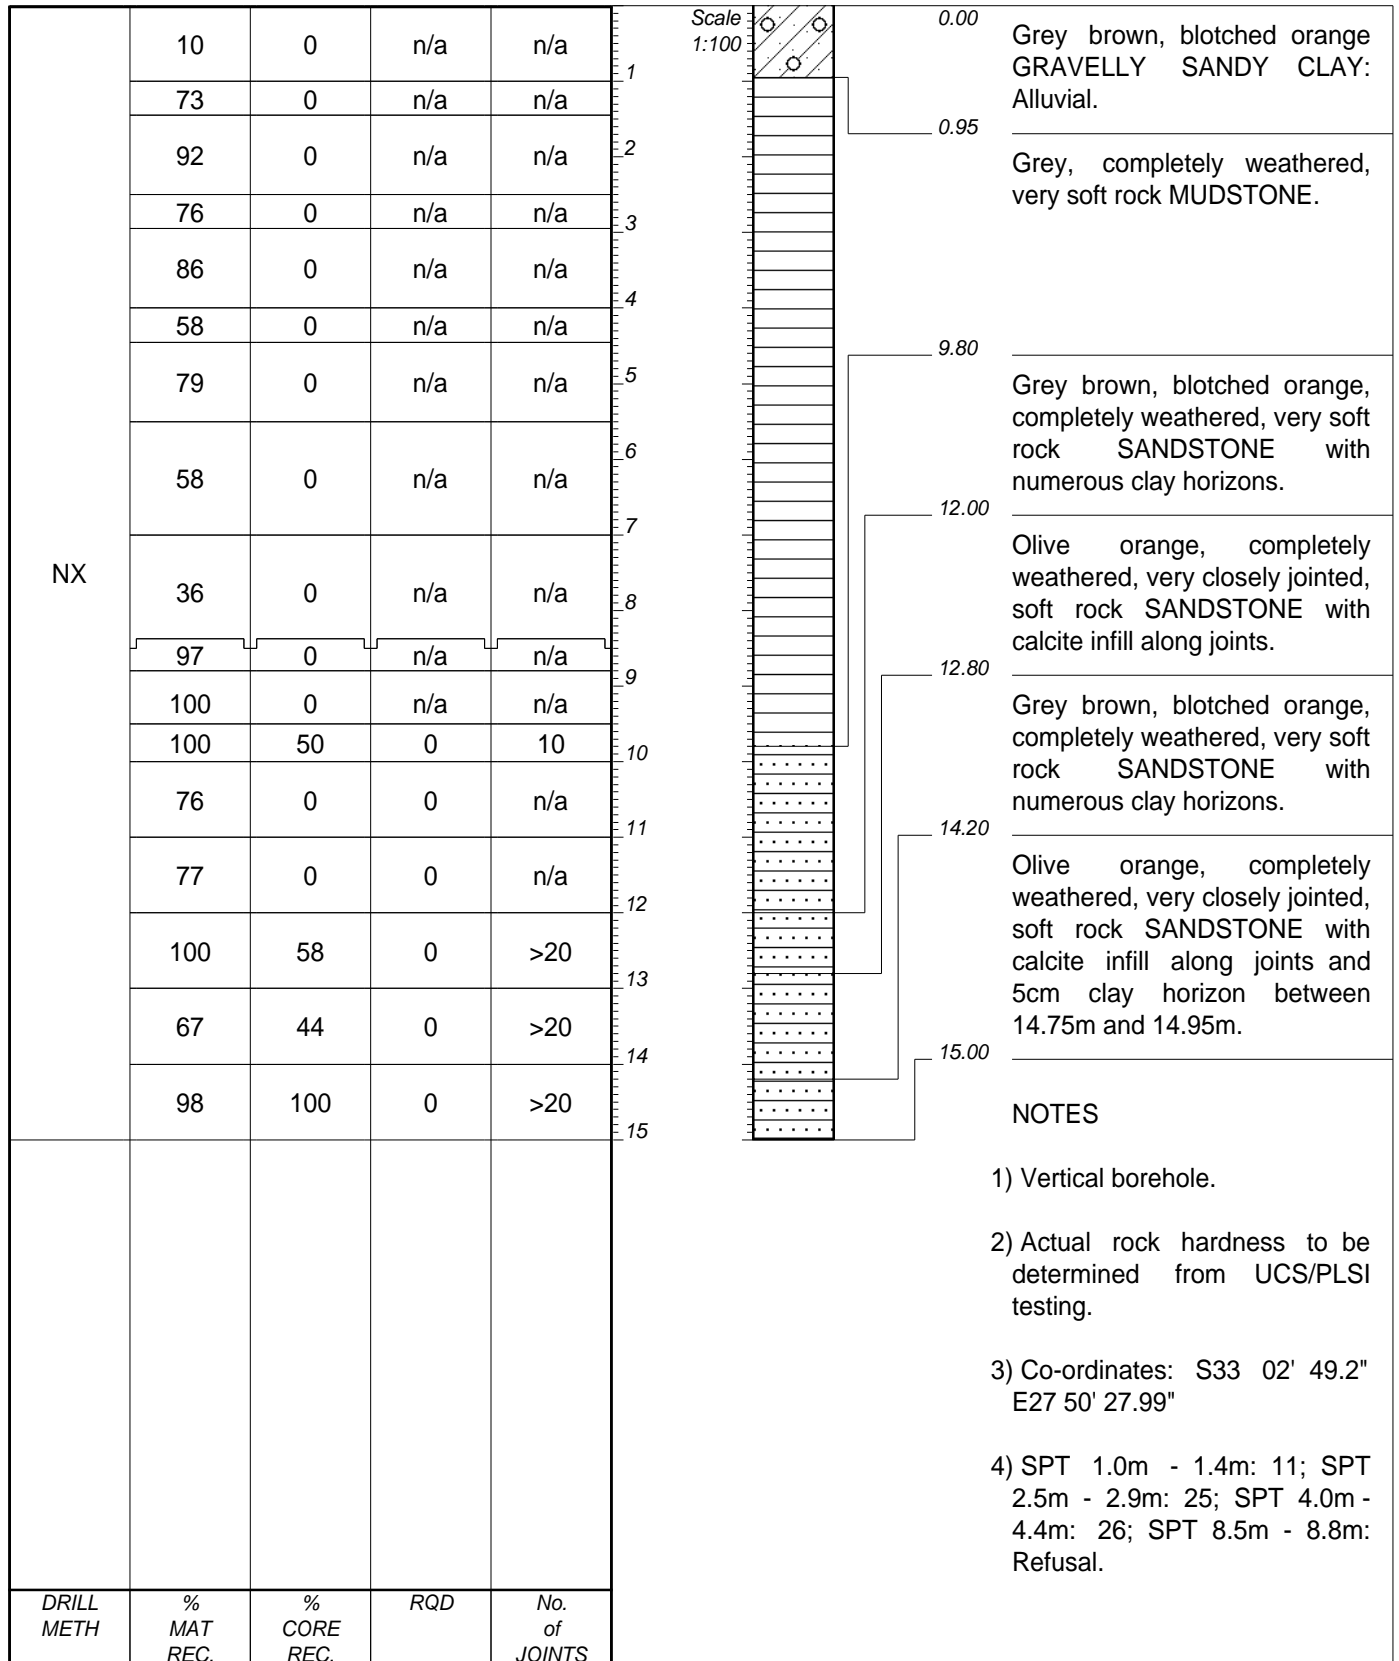 Scale
1:100
NX
10 0 n/a n/a
73 0 n/a n/a
92 0 n/a n/a
76 0 n/a n/a
86 0 n/a n/a
58 0 n/a n/a
79 0 n/a n/a
58 0 n/a n/a
36 0 n/a n/a
97 0 n/a n/a
100 0 n/a n/a
100 50 0 10
76 0 0 n/a
77 0 0 n/a
100 58 0 >20
67 44 0 >20
98 100 0 >20
DRILL METH
% MAT REC.
% CORE REC.
RQD
No. of JOINTS
1
2
3
4
5
6
7
8
9
10
11
12
13
14
15
0.00
Grey brown, blotched orange
GRAVELLY SANDY CLAY:
Alluvial.
0.95
Grey, completely weathered,
very soft rock MUDSTONE.
9.80
Grey brown, blotched orange,
completely weathered, very soft
rock SANDSTONE with
numerous clay horizons.
12.00
Olive orange, completely
weathered, very closely jointed,
soft rock SANDSTONE with
calcite infill along joints.
12.80
Grey brown, blotched orange,
completely weathered, very soft
rock SANDSTONE with
numerous clay horizons.
14.20
Olive orange, completely
weathered, very closely jointed,
soft rock SANDSTONE with
calcite infill along joints and
5cm clay horizon between
14.75m and 14.95m.
15.00
NOTES
1) Vertical borehole.
2) Actual rock hardness to be
determined from UCS/PLSI
testing.
3) Co-ordinates: S33 02' 49.2"
E27 50' 27.99"
4) SPT 1.0m - 1.4m: 11; SPT
2.5m - 2.9m: 25; SPT 4.0m -
4.4m: 26; SPT 8.5m - 8.8m:
Refusal.